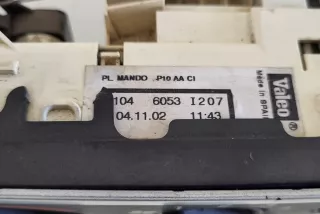 PL MANDO P10 AA CI
104 6053 I207
04.11.02 11:43
Made in SPAIN
Valeo